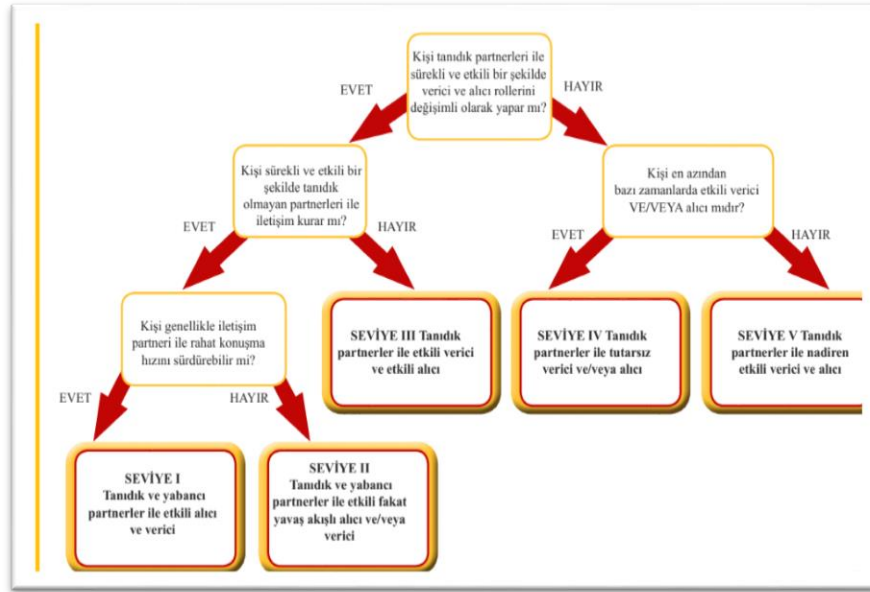 Kişi tanıdık partnerleri ile
sürekli ve etkili bir şekilde
verici ve alıcı rollerini
değişimli olarak yapar mı?
EVET
HAYIR
Kişi sürekli ve etkili bir
şekilde tanıdık
olmayan partnerleri ile
iletişim kurar mı?
Kişi en azından
bazı zamanlarda etkili verici
VE/VEYA alıcı mıdır?
EVET
HAYIR
EVET
HAYIR
Kişi genellikle iletişim
partneri ile rahat konuşma
hızını sürdürebilir mi?
SEVİYE III Tanıdık
partnerler ile etkili verici
ve etkili alıcı
SEVİYE IV Tanıdık
partnerler ile tutarsız
verici ve/veya alıcı
SEVİYE V Tanıdık
partnerler ile nadiren
etkili verici ve alıcı
EVET
HAYIR
SEVİYE I
Tanıdık ve yabancı
partnerler ile etkili alıcı
ve verici
SEVİYE II
Tanıdık ve yabancı
partnerler ile etkili fakat
yavaş akışlı alıcı ve/veya
verici